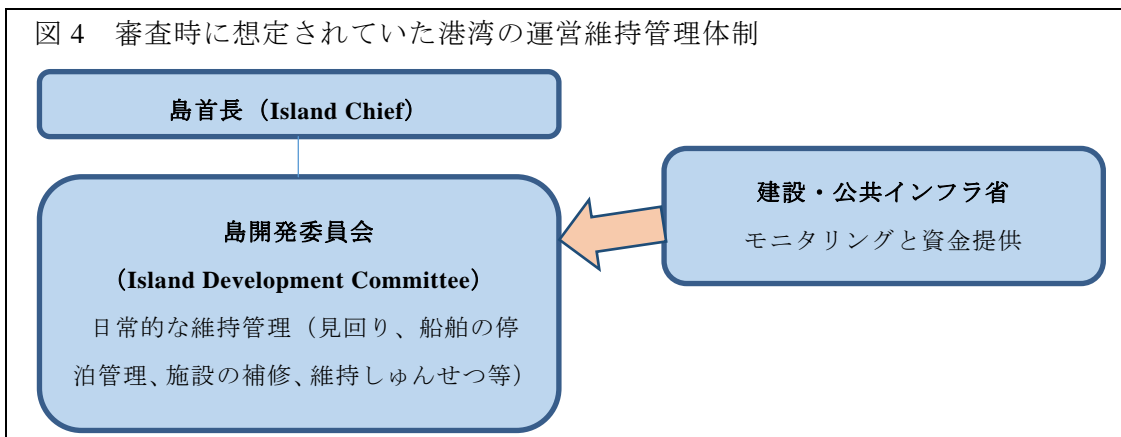 図 4　審査時に想定されていた港湾の運営維持管理体制
島首長（Island Chief）
島開発委員会
（Island Development Committee）
日常的な維持管理（見回り、船舶の停
泊管理、施設の補修、維持しゅんせつ等）
建設・公共インフラ省
モニタリングと資金提供